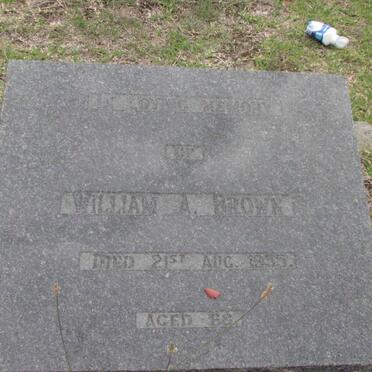 IN LOVING MEMORY
OF
WILLIAM A. BROWN
DIED 21ST AUG.
AGED